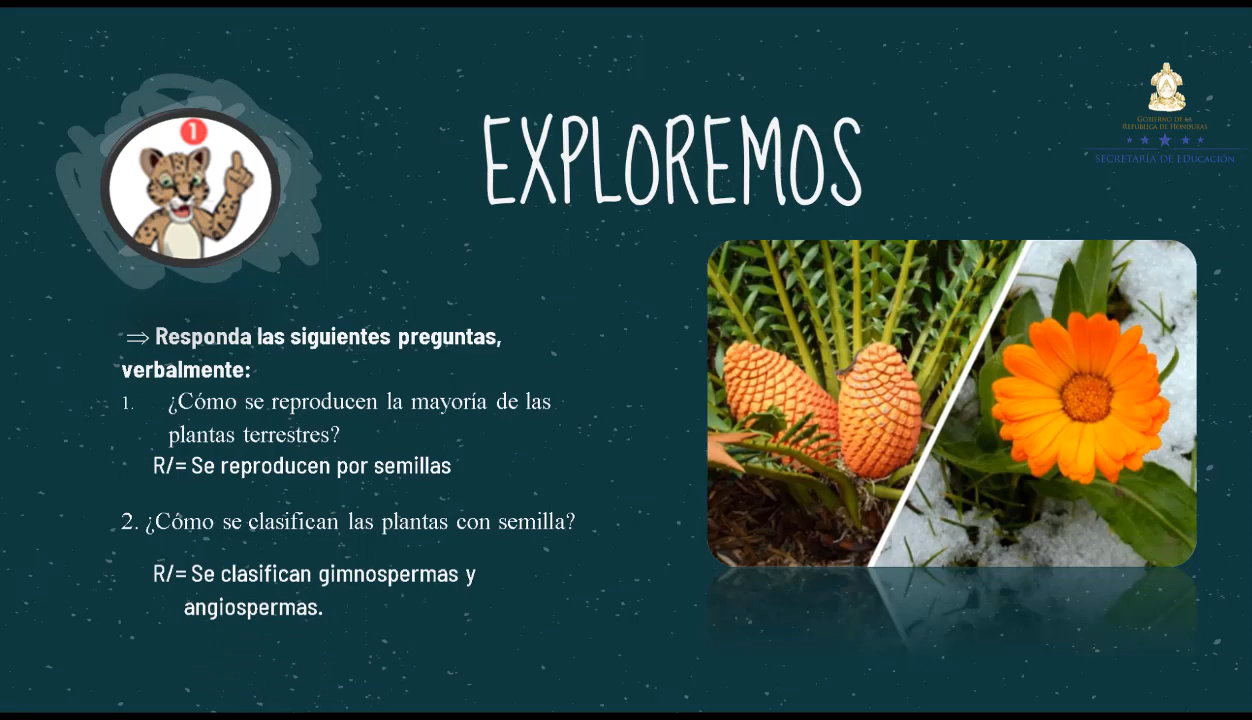 1
EXPLOREMOS
GOBIERNO DE LA
REPÚBLICA DE HONDURAS
SECRETARÍA DE EDUCACIÓN
⇒ Responda las siguientes preguntas,
verbalmente:
1. ¿Cómo se reproducen la mayoría de las
plantas terrestres?
R/= Se reproducen por semillas
2. ¿Cómo se clasifican las plantas con semilla?
R/= Se clasifican gimnospermas y
angiospermas.